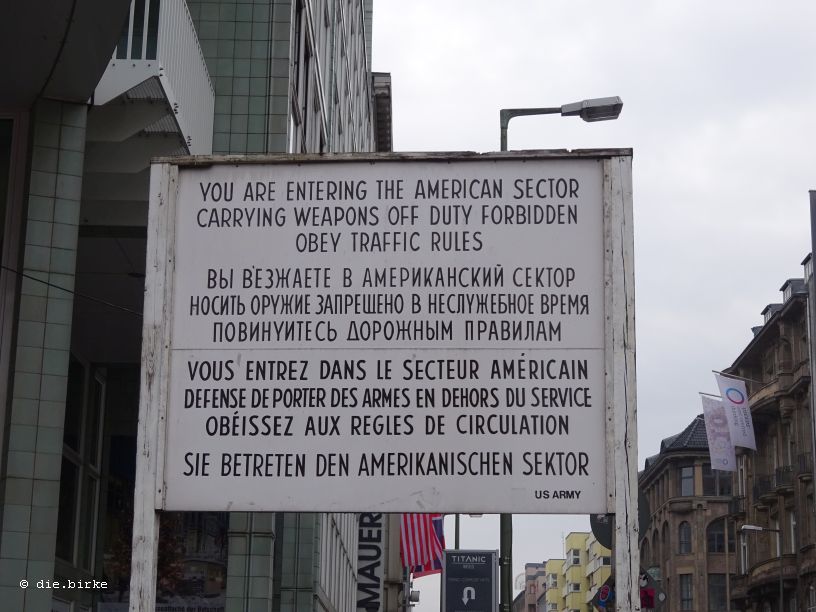 YOU ARE ENTERING THE AMERICAN SECTOR
CARRYING WEAPONS OFF DUTY FORBIDDEN
OBEY TRAFFIC RULES
ВЫ ВЪЕЗЖАЕТЕ В АМЕРИКАНСКИЙ СЕКТОР
НОСИТЬ ОРУЖИЕ ЗАПРЕЩЕНО В НЕСЛУЖЕБНОЕ ВРЕМЯ
ПОВИНУИТЕСЬ ДОРОЖНЫМ ПРАВИЛАМ
VOUS ENTREZ DANS LE SECTEUR AMÉRICAIN
DEFENSE DE PORTER DES ARMES EN DEHORS DU SERVICE
OBÉISSEZ AUX REGLES DE CIRCULATION
SIE BETRETEN DEN AMERIKANISCHEN SEKTOR
US ARMY
MAUER
TITANIC
© die.birke